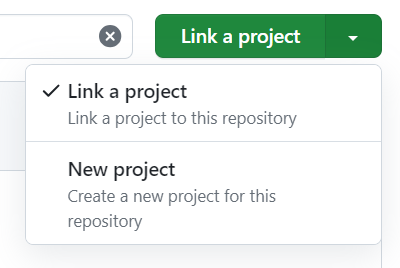 Link a project
Link a project
Link a project to this repository
New project
Create a new project for this
repository